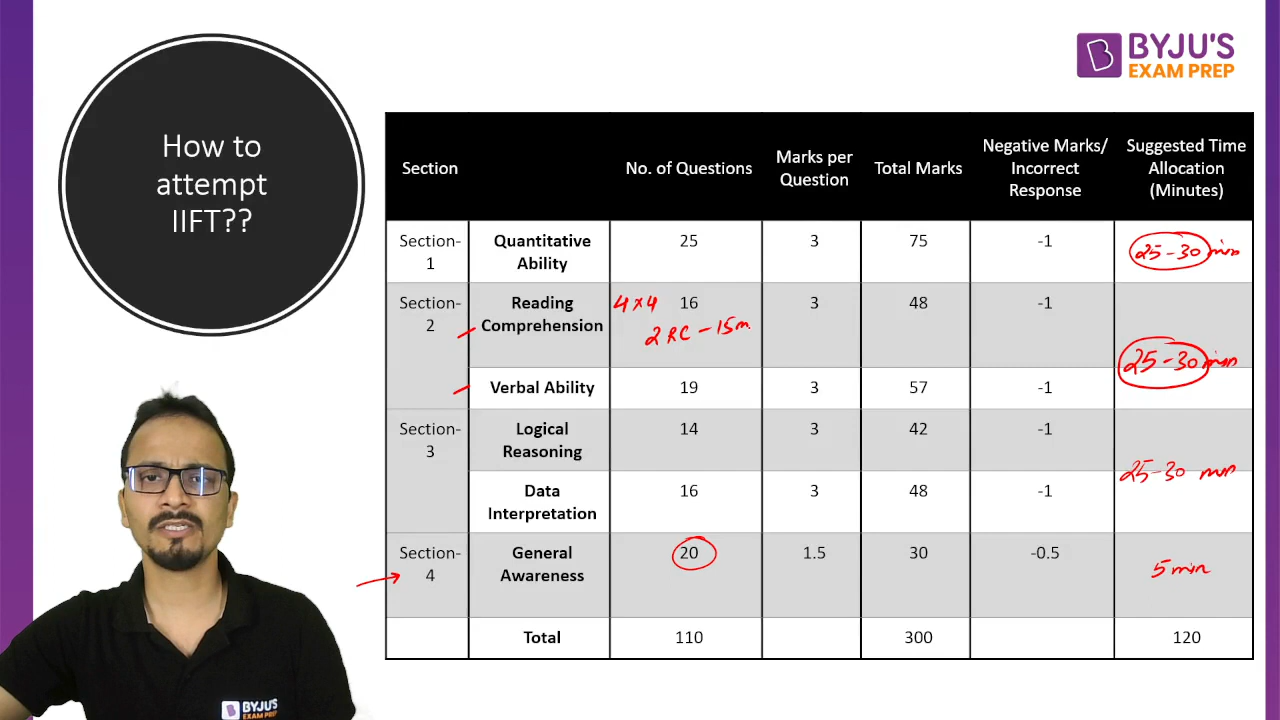 BYJU'S
EXAM PREP
How to
attempt
IIFT??
Section
No. of Questions
Marks per
Question
Total Marks
Negative Marks/
Incorrect
Response
Suggested Time
Allocation
(Minutes)
Section-
1
Quantitative
Ability
25
3
75
-1
25-30 min
Section-
2
Reading
Comprehension
4x4
16
2 RC - 15m
3
48
-1
25-30 min
Verbal Ability
19
3
57
-1
Section-
3
Logical
Reasoning
14
3
42
-1
25-30 min
Data
Interpretation
16
3
48
-1
Section-
4
General
Awareness
20
1.5
30
-0.5
5 min
Total
110
300
120
BYJU'S
EXAM PREP